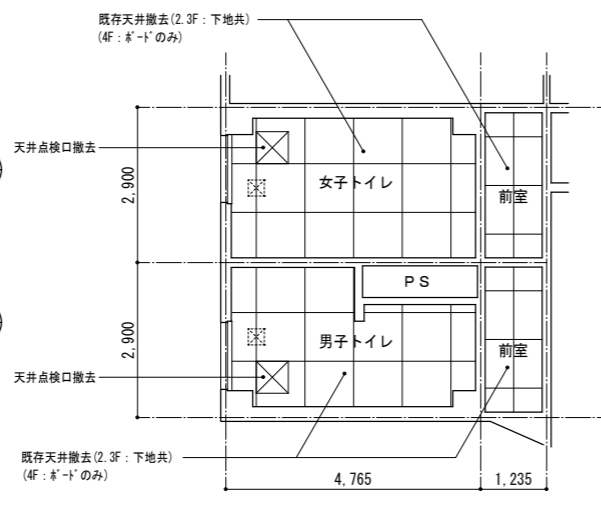 既存天井撤去(2.3F：下地共)
(4F：ﾎﾞｰﾄﾞのみ)
天井点検口撤去
2,900
女子トイレ
前室
PS
2,900
男子トイレ
前室
天井点検口撤去
既存天井撤去(2.3F：下地共)
(4F：ﾎﾞｰﾄﾞのみ)
4,765
1,235